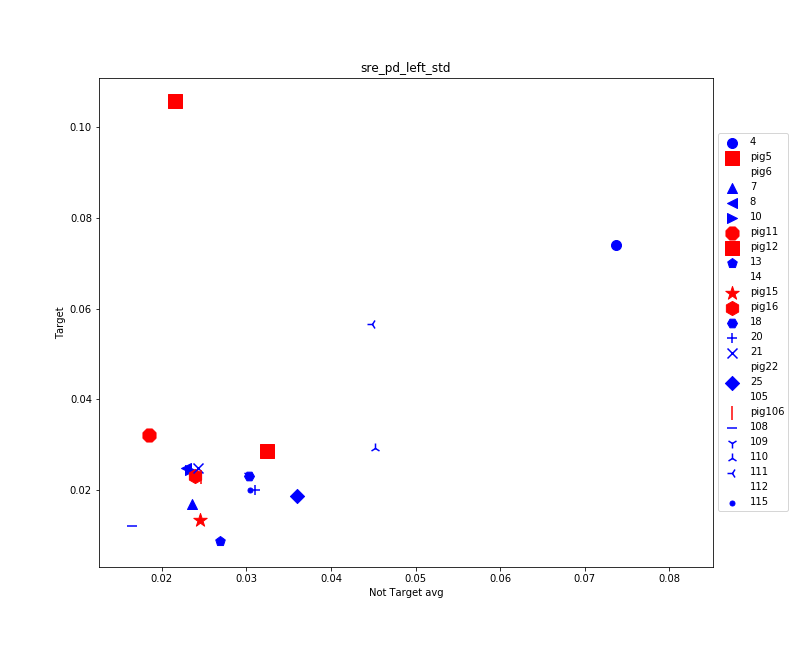 sre_pd_left_std
Target
0.10
0.08
0.06
0.04
0.02
0.02 0.03 0.04 0.05 0.06 0.07 0.08
Not Target avg
4
pig5
pig6
7
8
10
pig11
pig12
13
14
pig15
pig16
18
20
21
pig22
25
105
pig106
108
109
110
111
112
115